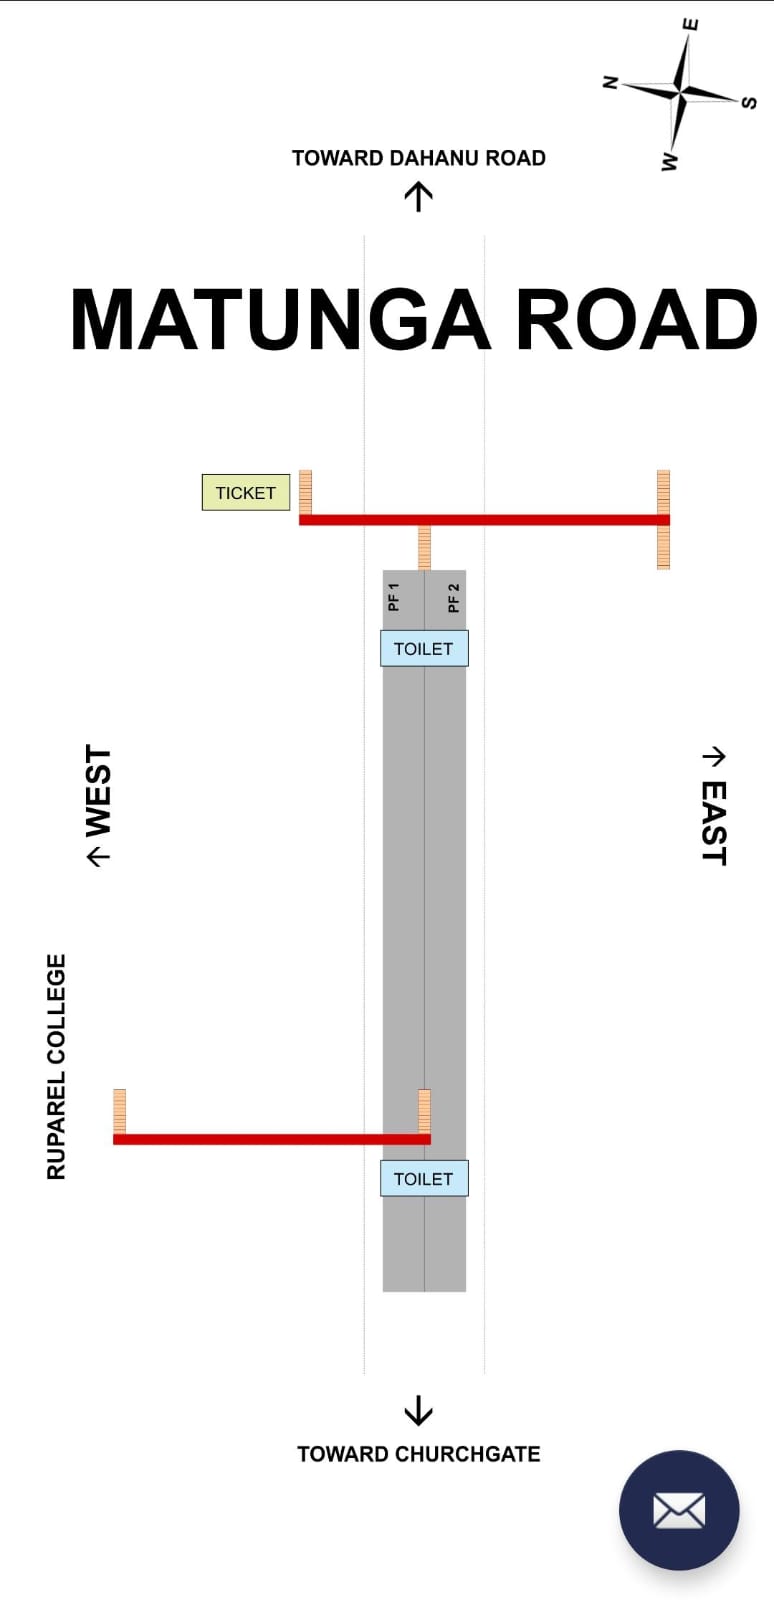 E
N
S
W
TOWARD DAHANU ROAD
↑
MATUNGA ROAD
TICKET
PF 1
PF 2
TOILET
← WEST
→ EAST
RUPAREL COLLEGE
TOILET
↓
TOWARD CHURCHGATE